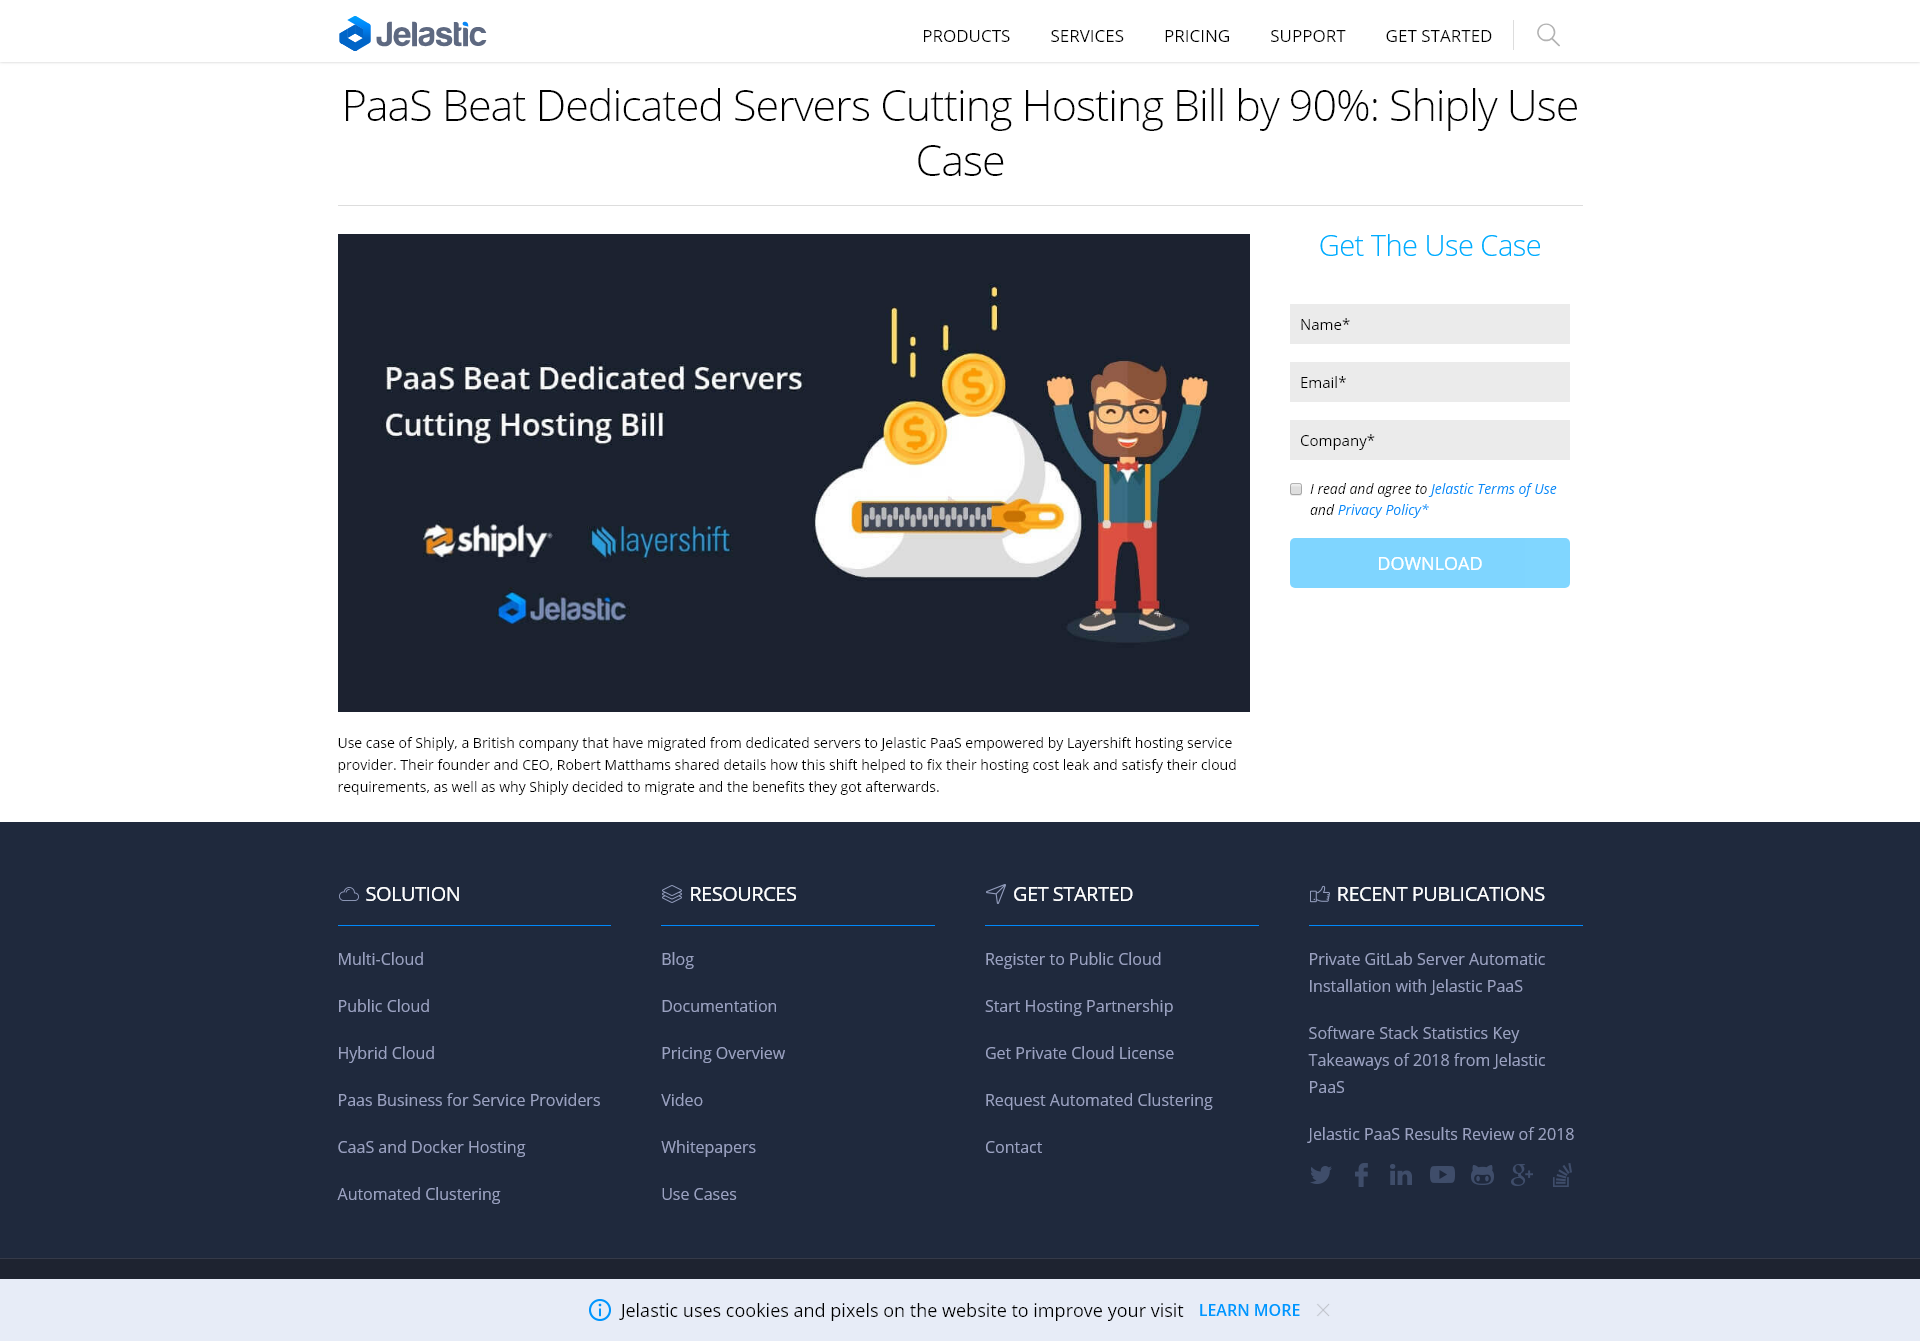 Jelastic
PRODUCTS
SERVICES
PRICING
SUPPORT
GET STARTED
PaaS Beat Dedicated Servers Cutting Hosting Bill by 90%: Shiply Use
Case
PaaS Beat Dedicated Servers
Cutting Hosting Bill
shiply
layershift
Jelastic
Get The Use Case
Name*
Email*
Company*
I read and agree to Jelastic Terms of Use
and Privacy Policy*
DOWNLOAD
Use case of Shiply, a British company that have migrated from dedicated servers to Jelastic PaaS empowered by Layershift hosting service
provider. Their founder and CEO, Robert Matthams shared details how this shift helped to fix their hosting cost leak and satisfy their cloud
requirements, as well as why Shiply decided to migrate and the benefits they got afterwards.
SOLUTION
Multi-Cloud
Public Cloud
Hybrid Cloud
Paas Business for Service Providers
CaaS and Docker Hosting
Automated Clustering
RESOURCES
Blog
Documentation
Pricing Overview
Video
Whitepapers
Use Cases
GET STARTED
Register to Public Cloud
Start Hosting Partnership
Get Private Cloud License
Request Automated Clustering
Contact
RECENT PUBLICATIONS
Private GitLab Server Automatic
Installation with Jelastic PaaS
Software Stack Statistics Key
Takeaways of 2018 from Jelastic
PaaS
Jelastic PaaS Results Review of 2018
Jelastic uses cookies and pixels on the website to improve your visit
LEARN MORE